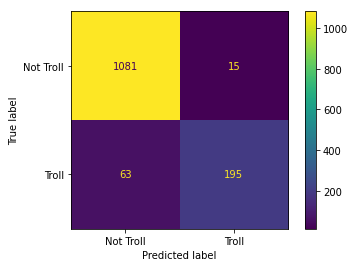 Not Troll 1081 15 1000
800
True label 600
Troll 63 195 400
200
Not Troll Troll
Predicted label